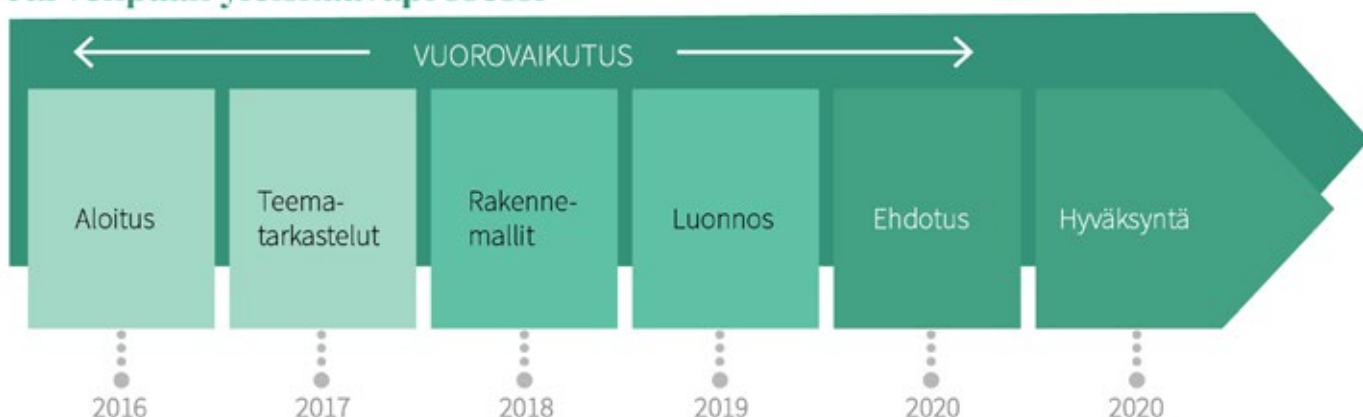 VUOROVAIKUTUS
Aloitus
Teema-
tarkastelut
Rakenne-
mallit
Luonnos
Ehdotus
Hyväksyntä
2016
2017
2018
2019
2020
2020